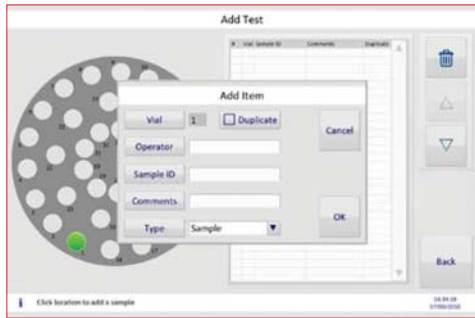 Add Test
# Vial Sample ID Comments Duplicate
Add Item
Vial 1 Duplicate
Cancel
Operator
Sample ID
Comments
OK
Type Sample
Back
Click location to add a sample